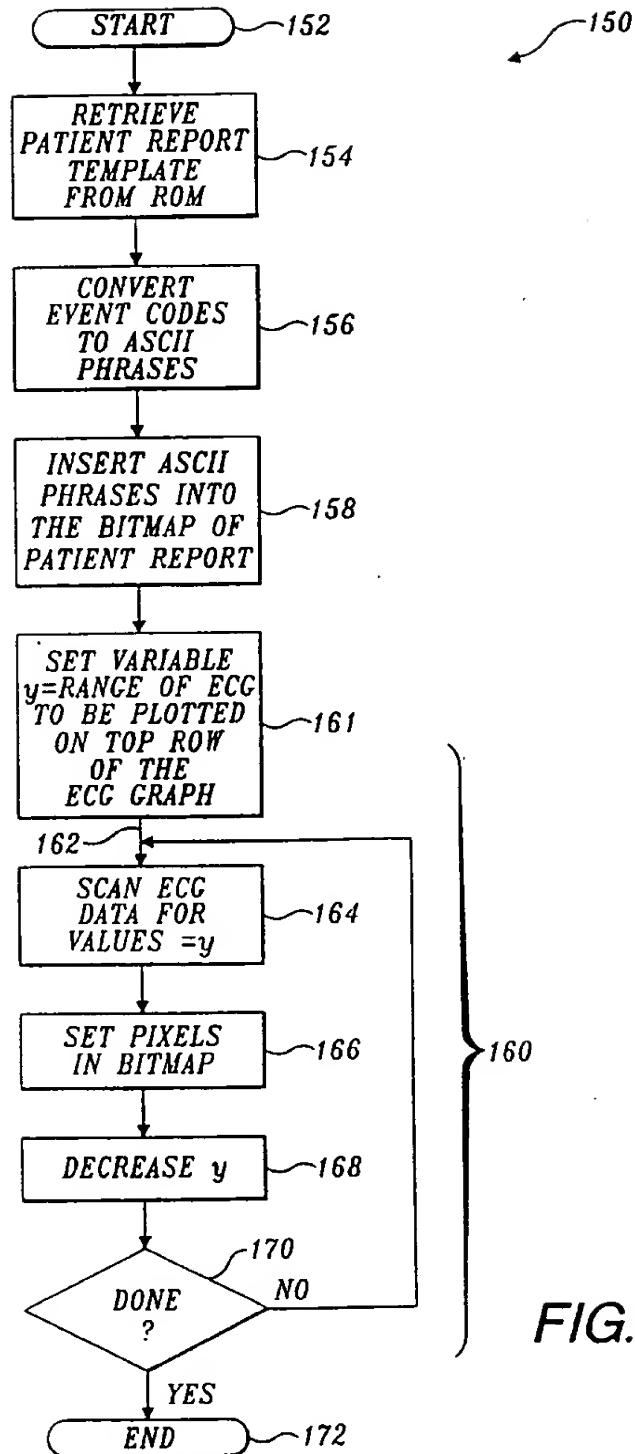 START
152
150
RETRIEVE
PATIENT REPORT
TEMPLATE
FROM ROM
154
CONVERT
EVENT CODES
TO ASCII
PHRASES
156
INSERT ASCII
PHRASES INTO
THE BITMAP OF
PATIENT REPORT
158
SET VARIABLE
y=RANGE OF ECG
TO BE PLOTTED
ON TOP ROW
OF THE
ECG GRAPH
161
162
SCAN ECG
DATA FOR
VALUES =y
164
SET PIXELS
IN BITMAP
166
160
DECREASE y
168
170
DONE
?
NO
FIG.
YES
END
172